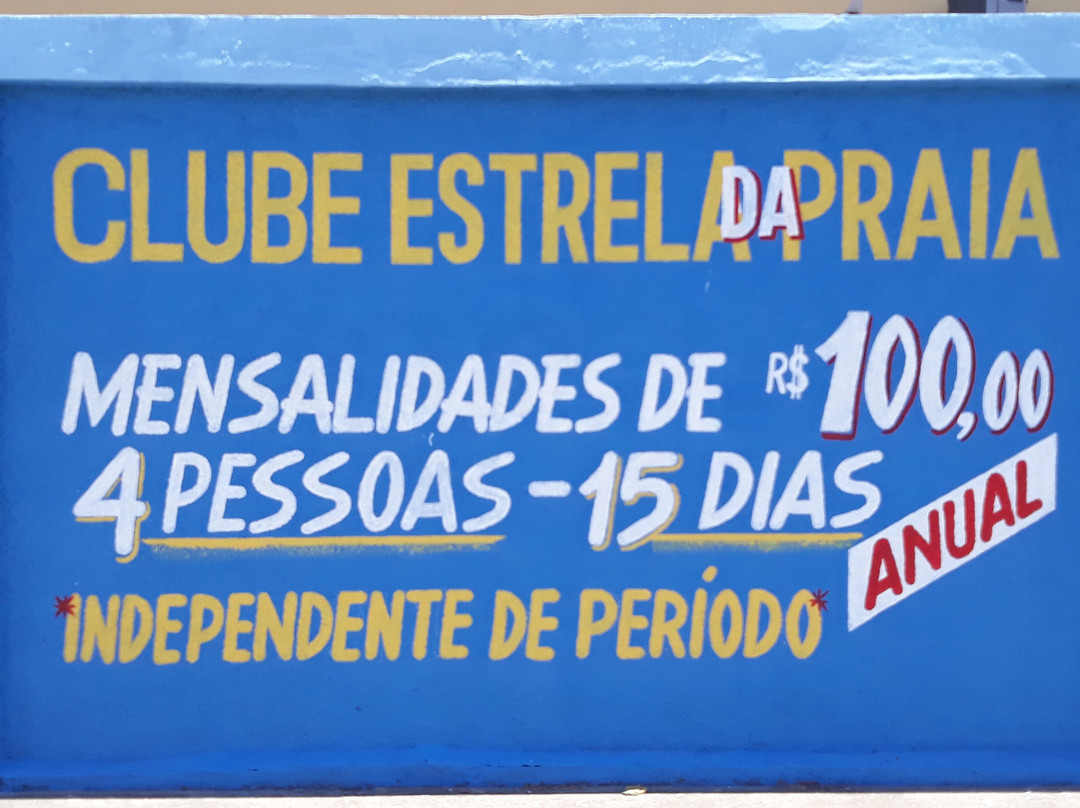 CLUBE ESTRELA DA PRAIA
MENSALIDADES DE R$ 100,00
4 PESSOAS - 15 DIAS
ANUAL
*INDEPENDENTE DE PERÍODO*